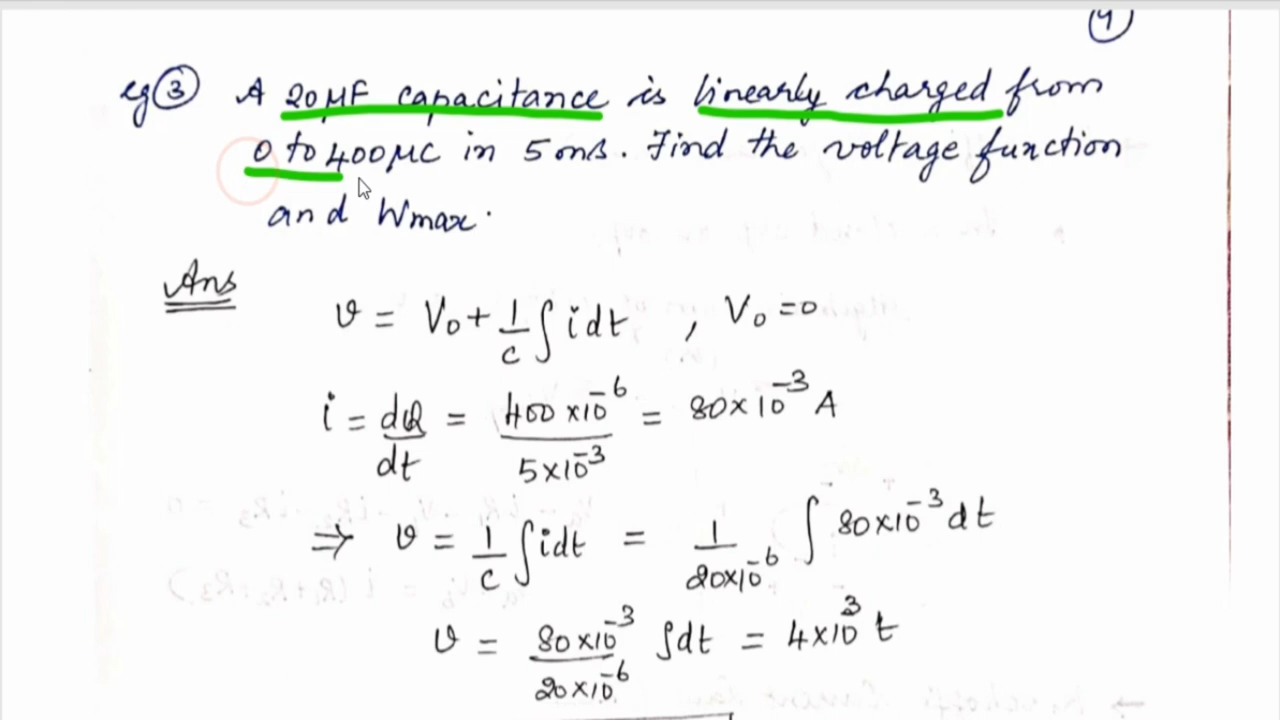 4
eg ③ A 20μF capacitance is linearly charged from
0 to 400μC in 5ms. Find the voltage function
and Wmax.
Ans
v = V₀ + 1/c ∫ i dt , V₀ = 0
i = dQ/dt = 400×10⁻⁶/5×10⁻³ = 80×10⁻³ A
⇒ v = 1/c ∫ i dt = 1/20×10⁻⁶ ∫ 80×10⁻³ dt
v = 80×10⁻³/20×10⁻⁶ ∫ dt = 4×10³ t